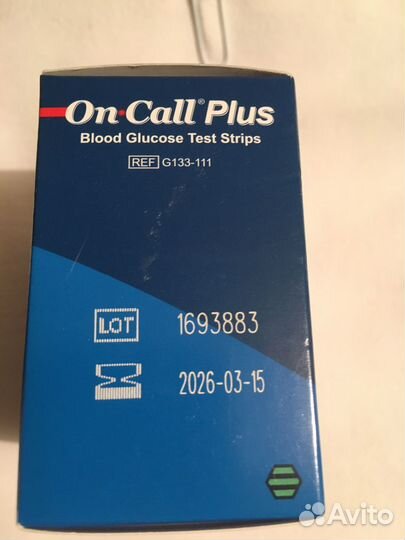 On·Call® Plus
Blood Glucose Test Strips
REF G133-111
LOT 1693883
2026-03-15
Avito